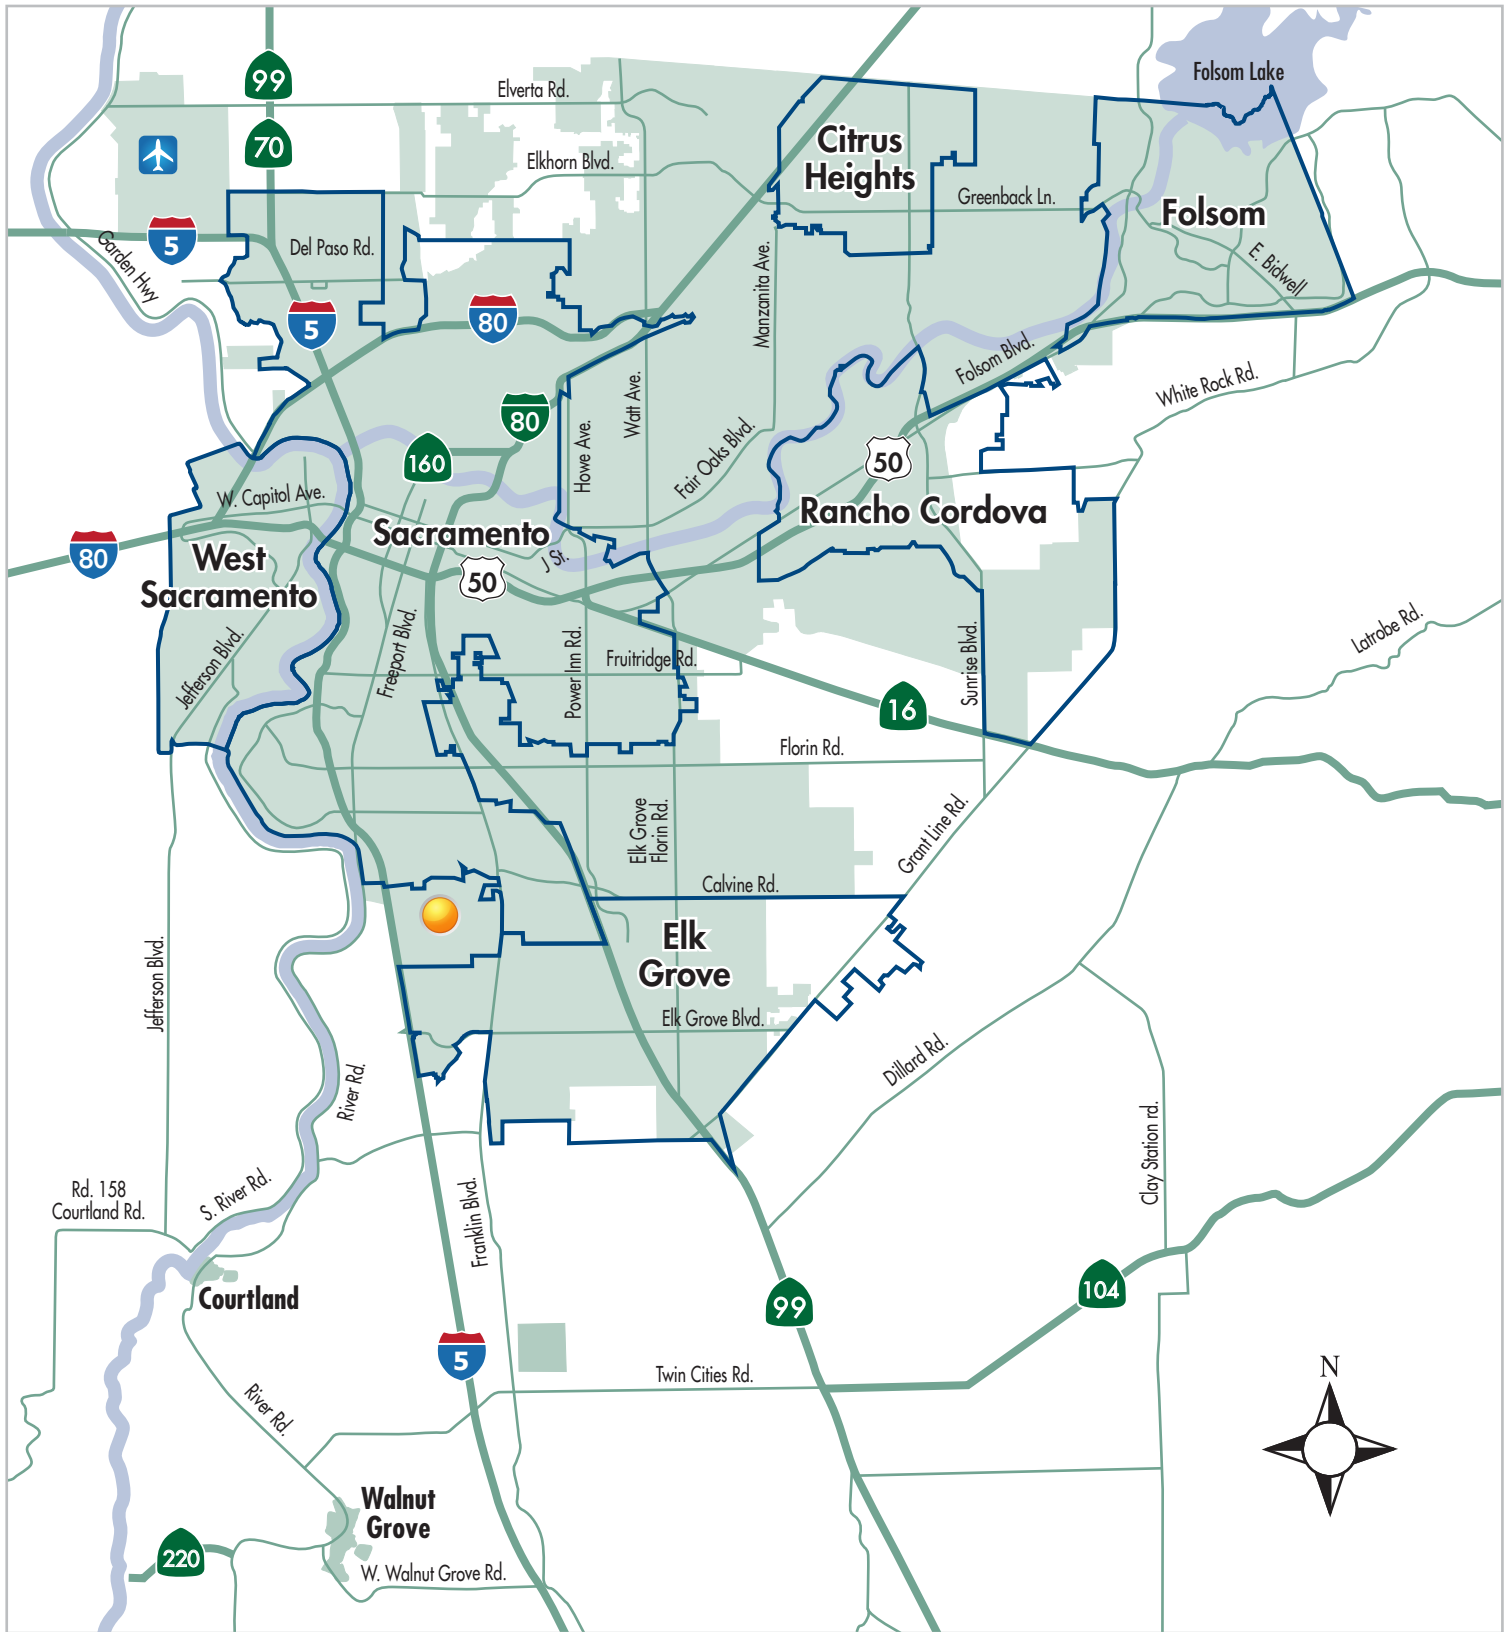 99
Folsom Lake
Elverta Rd.
70
Citrus
Heights
Elkhorn Blvd.
Greenback Ln.
Folsom
5
Garden Hwy
Del Paso Rd.
E. Bidwell
Manzanita Ave.
5
80
Folsom Blvd.
White Rock Rd.
Watt Ave.
80
Howe Ave.
Fair Oaks Blvd.
160
50
W. Capitol Ave.
Rancho Cordova
Sacramento
80
West
Sacramento
J St.
50
Jefferson Blvd.
Freeport Blvd.
Power Inn Rd.
Fruitridge Rd.
Sunrise Blvd.
Latrobe Rd.
16
Florin Rd.
Elk Grove
Florin Rd.
Grant Line Rd.
Calvine Rd.
Elk
Grove
Jefferson Blvd.
Elk Grove Blvd.
Dillard Rd.
River Rd.
Clay Station rd.
Rd. 158
Courtland Rd.
S. River Rd.
Franklin Blvd.
Courtland
99
104
5
Twin Cities Rd.
N
River Rd.
Walnut
Grove
220
W. Walnut Grove Rd.